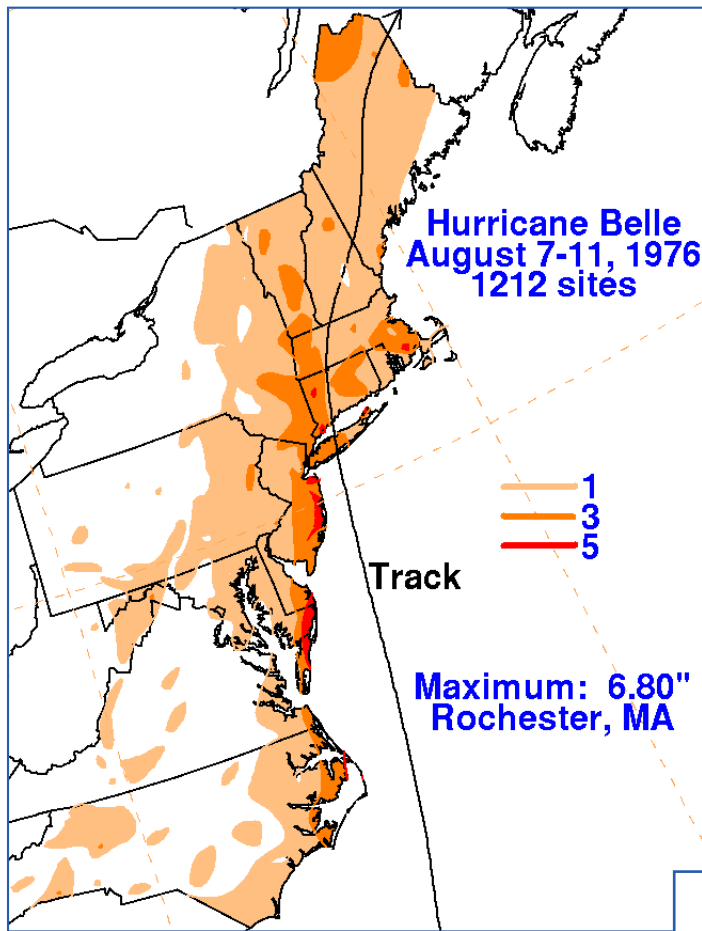 Hurricane Belle
August 7-11, 1976
1212 sites
1
3
5
Track
Maximum:  6.80"
Rochester, MA